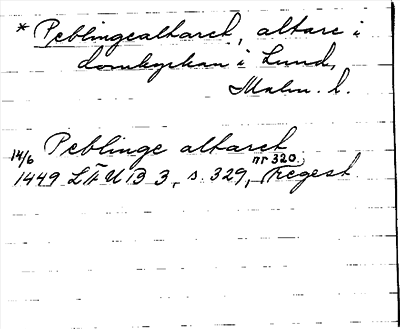 * Peblingealtaret, altare i
domkyrkan i Lund,
Malm. l.
Peblinge altaret
14/6 1449 LÄUB 3, s. 329, nr 320. Regest